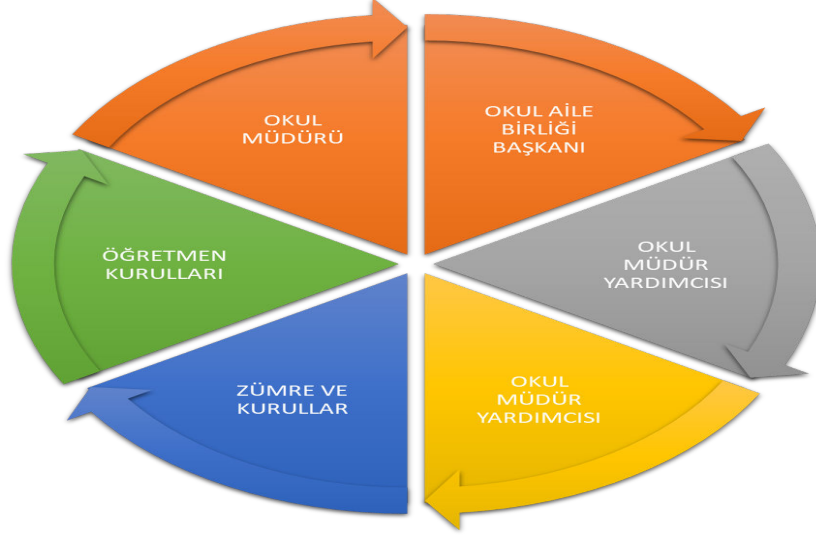 OKUL
MÜDÜRÜ
OKUL AİLE
BİRLİĞİ
BAŞKANI
OKUL
MÜDÜR
YARDIMCISI
OKUL
MÜDÜR
YARDIMCISI
ZÜMRE VE
KURULLAR
ÖĞRETMEN
KURULLARI